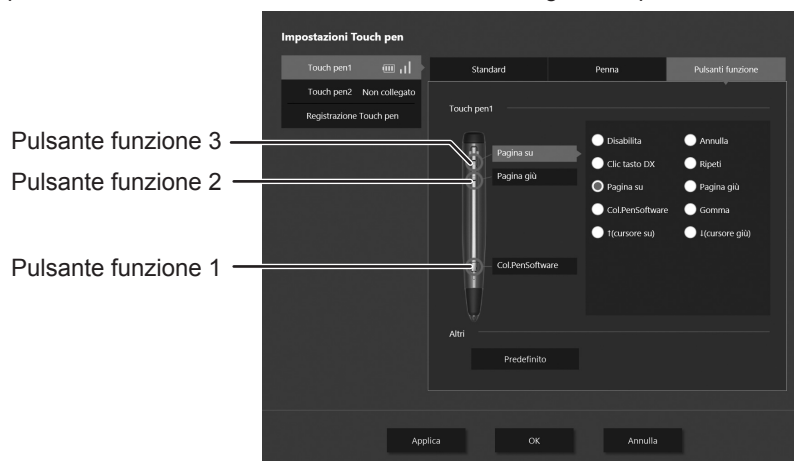 Impostazioni Touch pen
Touch pen1
Touch pen2 Non collegato
Registrazione Touch pen
Standard
Penna
Pulsanti funzione
Touch pen1
Pulsante funzione 3
Pulsante funzione 2
Pulsante funzione 1
Pagina su
Pagina giù
Col.PenSoftware
Disabilita
Annulla
Clic tasto DX
Ripeti
Pagina su
Pagina giù
Col.PenSoftware
Gomma
↑(cursore su)
↓(cursore giù)
Altri
Predefinito
Applica
OK
Annulla